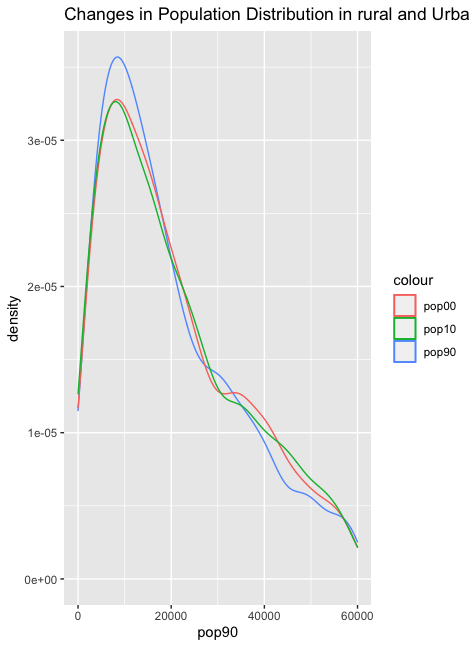 Changes in Population Distribution in rural and Urba
density
3e-05
2e-05
1e-05
0e+00
0
20000
40000
60000
pop90
colour
pop00
pop10
pop90